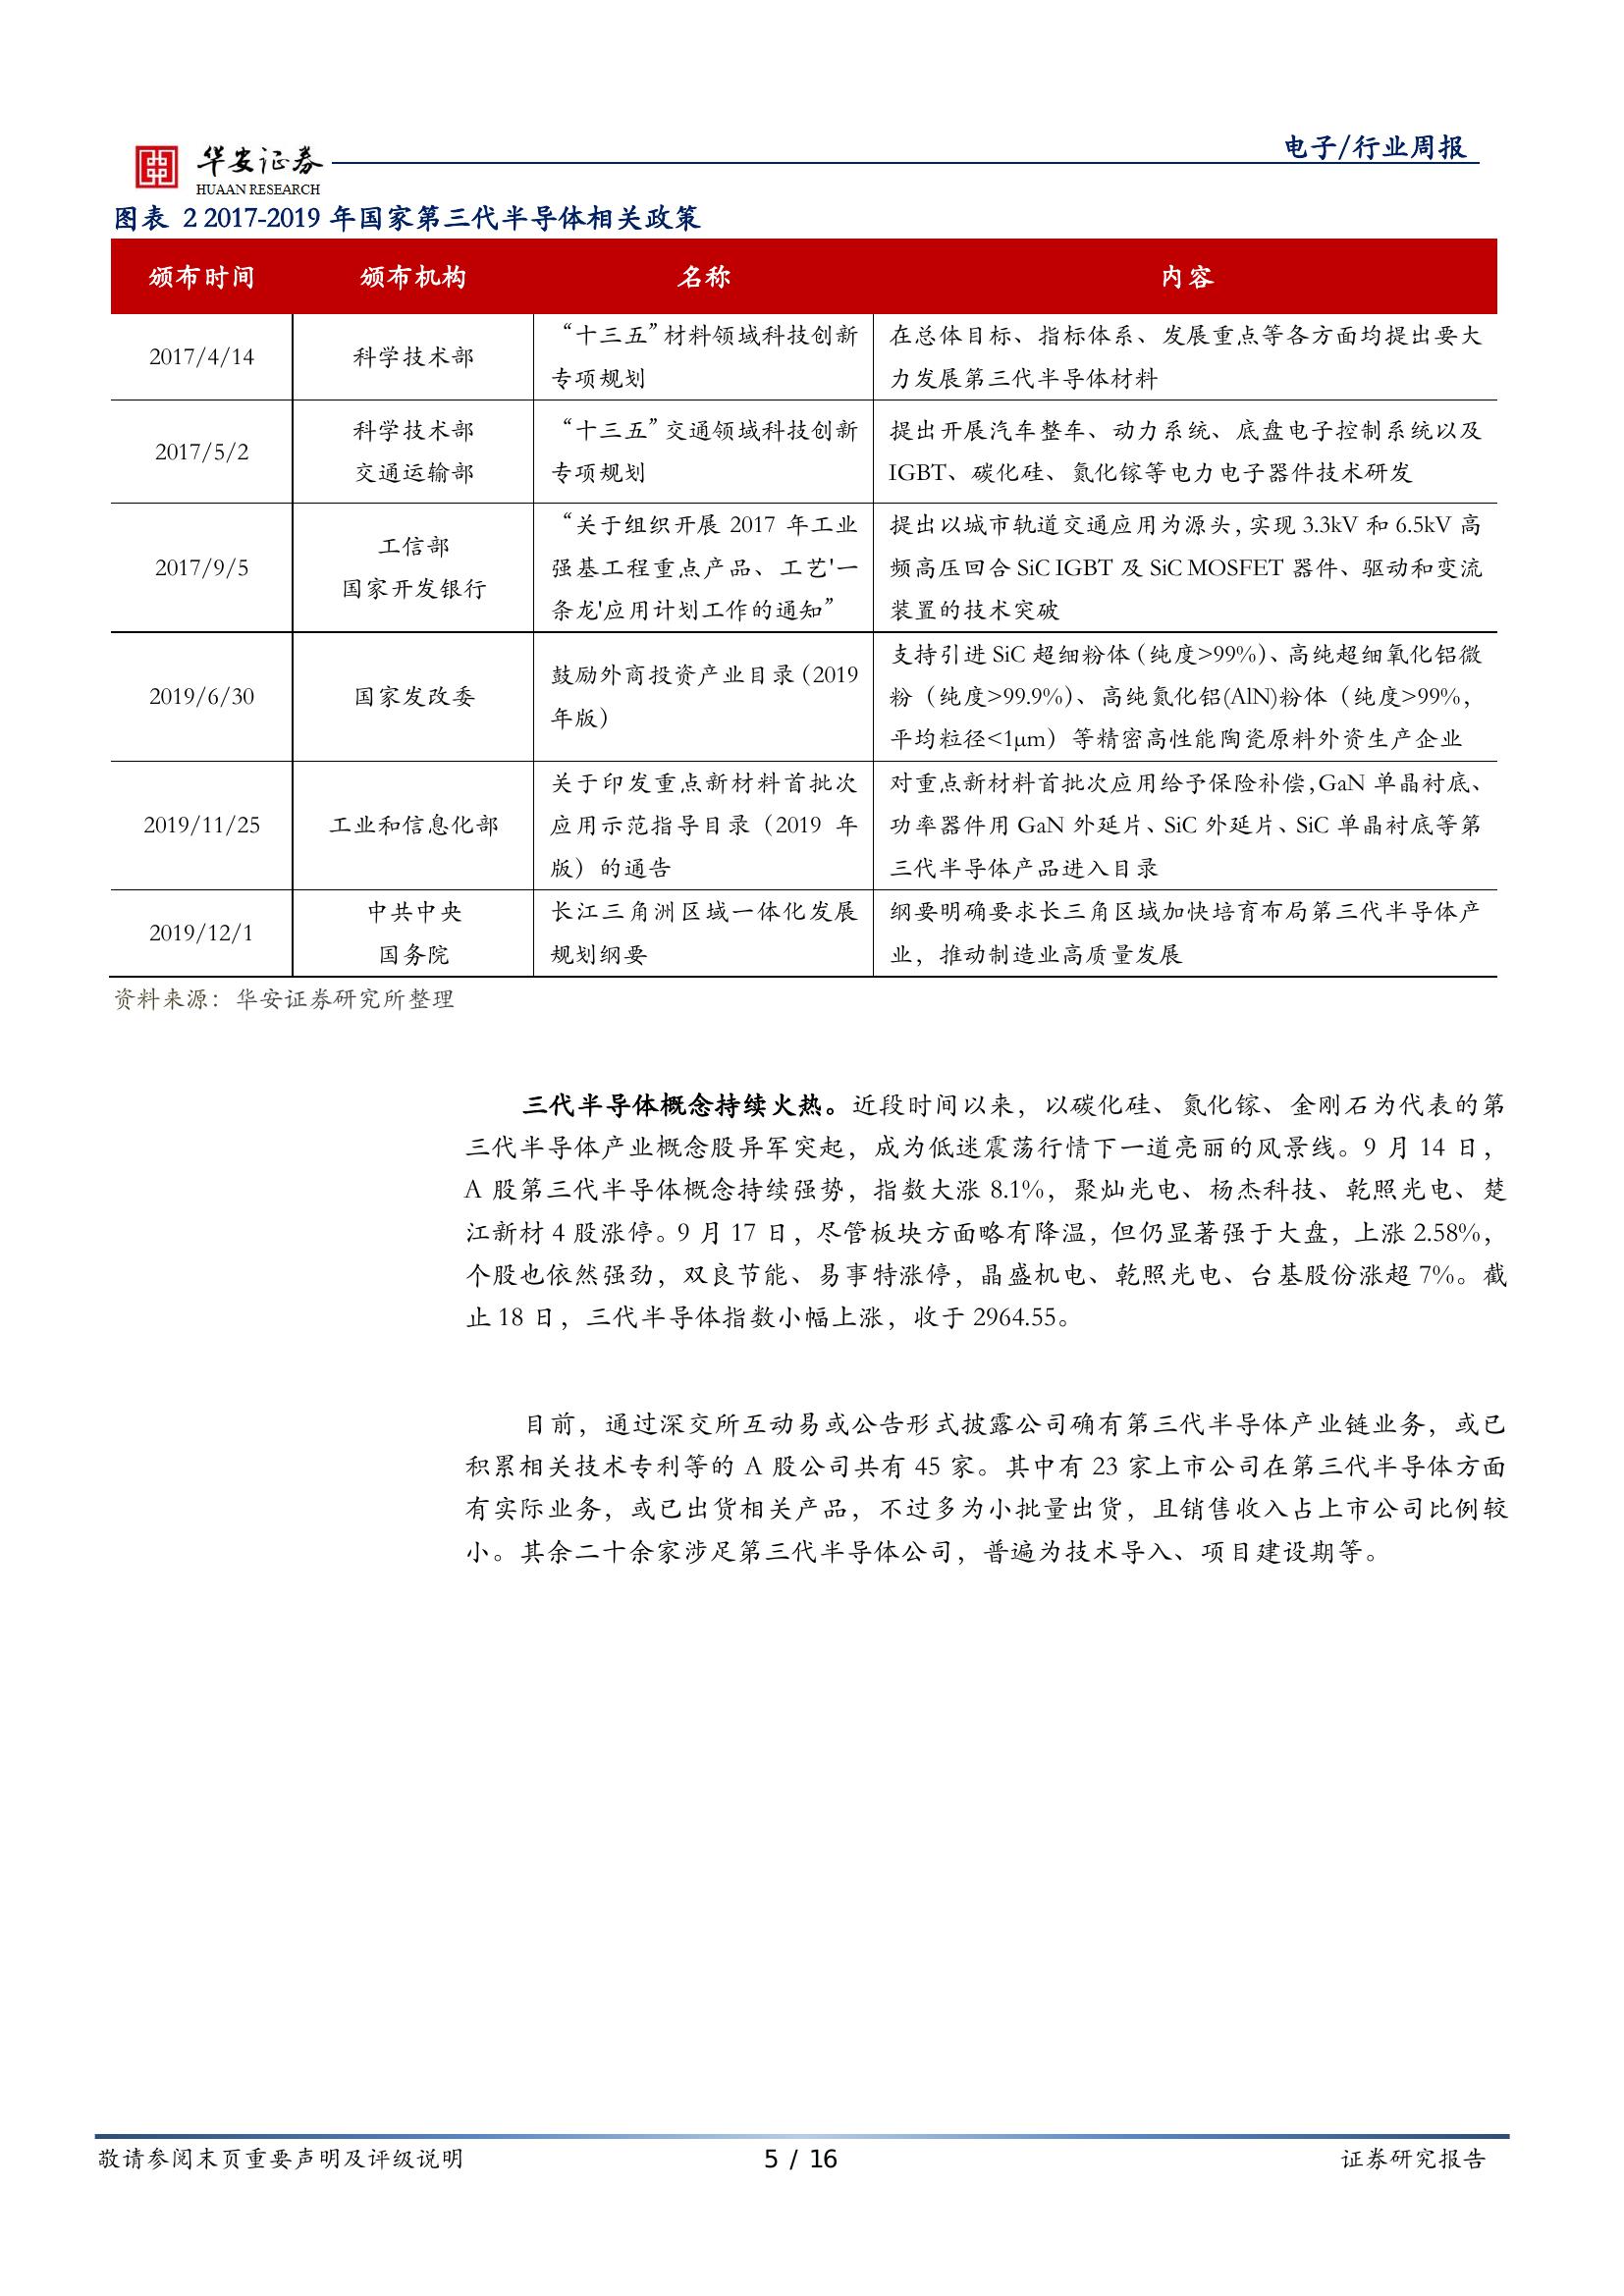 华安证券
HUAAN RESEARCH
电子/行业周报
图表 2 2017-2019 年国家第三代半导体相关政策
颁布时间 颁布机构 名称 内容
2017/4/14
科学技术部
“十三五”材料领域科技创新
专项规划
在总体目标、指标体系、发展重点等各方面均提出要大
力发展第三代半导体材料
2017/5/2
科学技术部
交通运输部
“十三五”交通领域科技创新
专项规划
提出开展汽车整车、动力系统、底盘电子控制系统以及
IGBT、碳化硅、氮化镓等电力电子器件技术研发
2017/9/5
工信部
国家开发银行
“关于组织开展 2017 年工业
强基工程重点产品、工艺'一
条龙'应用计划工作的通知”
提出以城市轨道交通应用为源头，实现 3.3kV 和 6.5kV 高
频高压回合 SiC IGBT 及 SiC MOSFET 器件、驱动和变流
装置的技术突破
2019/6/30
国家发改委
鼓励外商投资产业目录（2019
年版）
支持引进 SiC 超细粉体（纯度>99%）、高纯超细氧化铝微
粉（纯度>99.9%）、高纯氮化铝(AlN)粉体（纯度>99%，
平均粒径<1μm）等精密高性能陶瓷原料外资生产企业
2019/11/25
工业和信息化部
关于印发重点新材料首批次
应用示范指导目录（2019 年
版）的通告
对重点新材料首批次应用给予保险补偿，GaN 单晶衬底、
功率器件用 GaN 外延片、SiC 外延片、SiC 单晶衬底等第
三代半导体产品进入目录
2019/12/1
中共中央
国务院
长江三角洲区域一体化发展
规划纲要
纲要明确要求长三角区域加快培育布局第三代半导体产
业，推动制造业高质量发展
资料来源：华安证券研究所整理
三代半导体概念持续火热。近段时间以来，以碳化硅、氮化镓、金刚石为代表的第
三代半导体产业概念股异军突起，成为低迷震荡行情下一道亮丽的风景线。9 月 14 日，
A 股第三代半导体概念持续强势，指数大涨 8.1%，聚灿光电、杨杰科技、乾照光电、楚
江新材 4 股涨停。9 月 17 日，尽管板块方面略有降温，但仍显著强于大盘，上涨 2.58%，
个股也依然强劲，双良节能、易事特涨停，晶盛机电、乾照光电、台基股份涨超 7%。截
止 18 日，三代半导体指数小幅上涨，收于 2964.55。
目前，通过深交所互动易或公告形式披露公司确有第三代半导体产业链业务，或已
积累相关技术专利等的 A 股公司共有 45 家。其中有 23 家上市公司在第三代半导体方面
有实际业务，或已出货相关产品，不过多为小批量出货，且销售收入占上市公司比例较
小。其余二十余家涉足第三代半导体公司，普遍为技术导入、项目建设期等。
敬请参阅末页重要声明及评级说明
5 / 16
证券研究报告